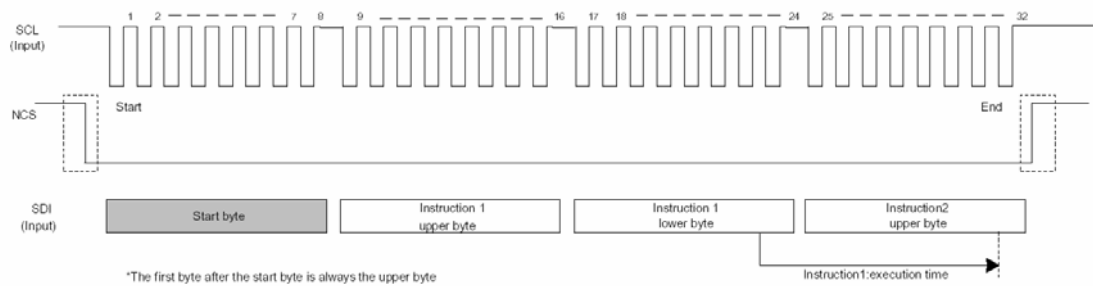 SCL
(Input)
1 2 7 8 9 16 17 18 24 25 32
NCS
Start
End
SDI
(Input)
Start byte
Instruction 1
upper byte
Instruction 1
lower byte
Instruction2
upper byte
*The first byte after the start byte is always the upper byte
Instruction1:execution time